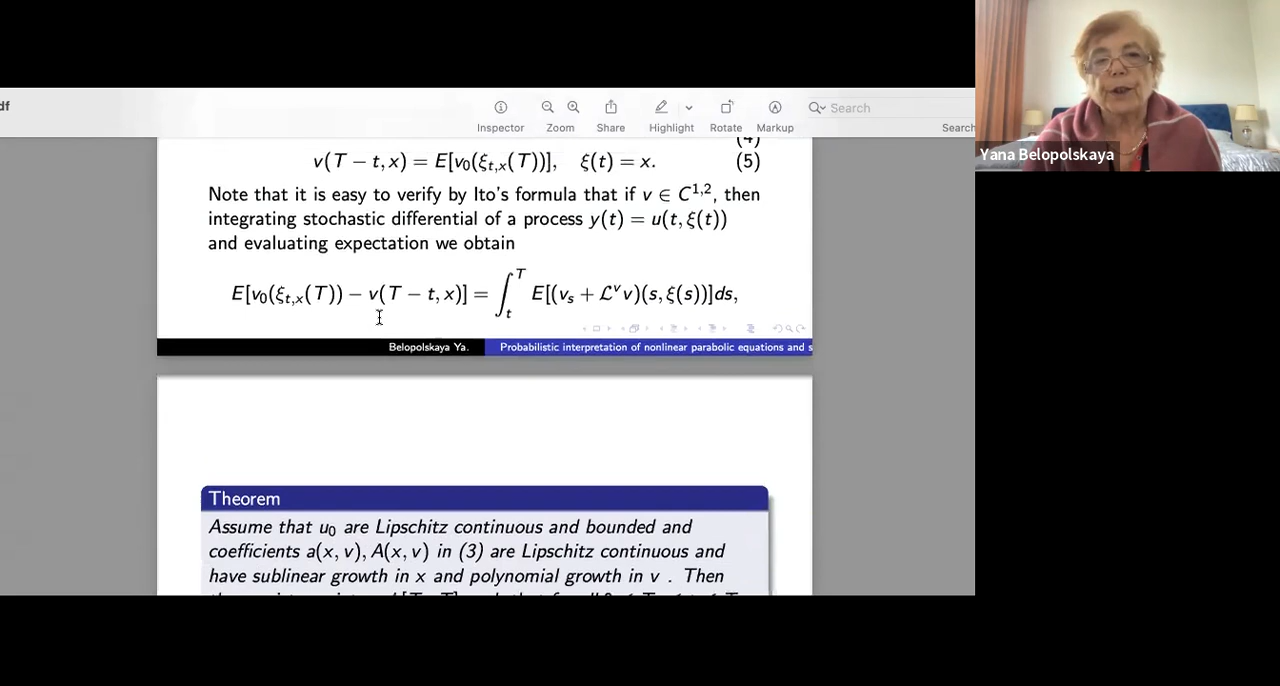 df
Search
Inspector Zoom Share Highlight Rotate Markup Search
(4)
v(T − t, x) = E[v₀(ξₜ,ₓ(T))], ξ(t) = x. (5)
Note that it is easy to verify by Ito's formula that if v ∈ C¹,², then
integrating stochastic differential of a process y(t) = u(t, ξ(t))
and evaluating expectation we obtain
E[v₀(ξₜ,ₓ(T)) − v(T − t, x)] = ∫ₜᵀ E[(vₛ + ℒᵛv)(s, ξ(s))]ds,
Belopolskaya Ya. Probabilistic interpretation of nonlinear parabolic equations and s
Theorem
Assume that u₀ are Lipschitz continuous and bounded and
coefficients a(x, v), A(x, v) in (3) are Lipschitz continuous and
have sublinear growth in x and polynomial growth in v . Then
Yana Belopolskaya